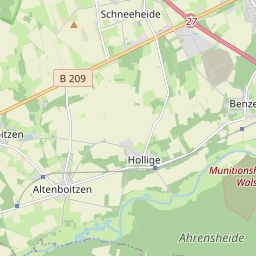 Schneeheide
27
B 209
Benze
oitzen
Hollige
Munitionsh
Wals
Altenboitzen
Ahrensheide